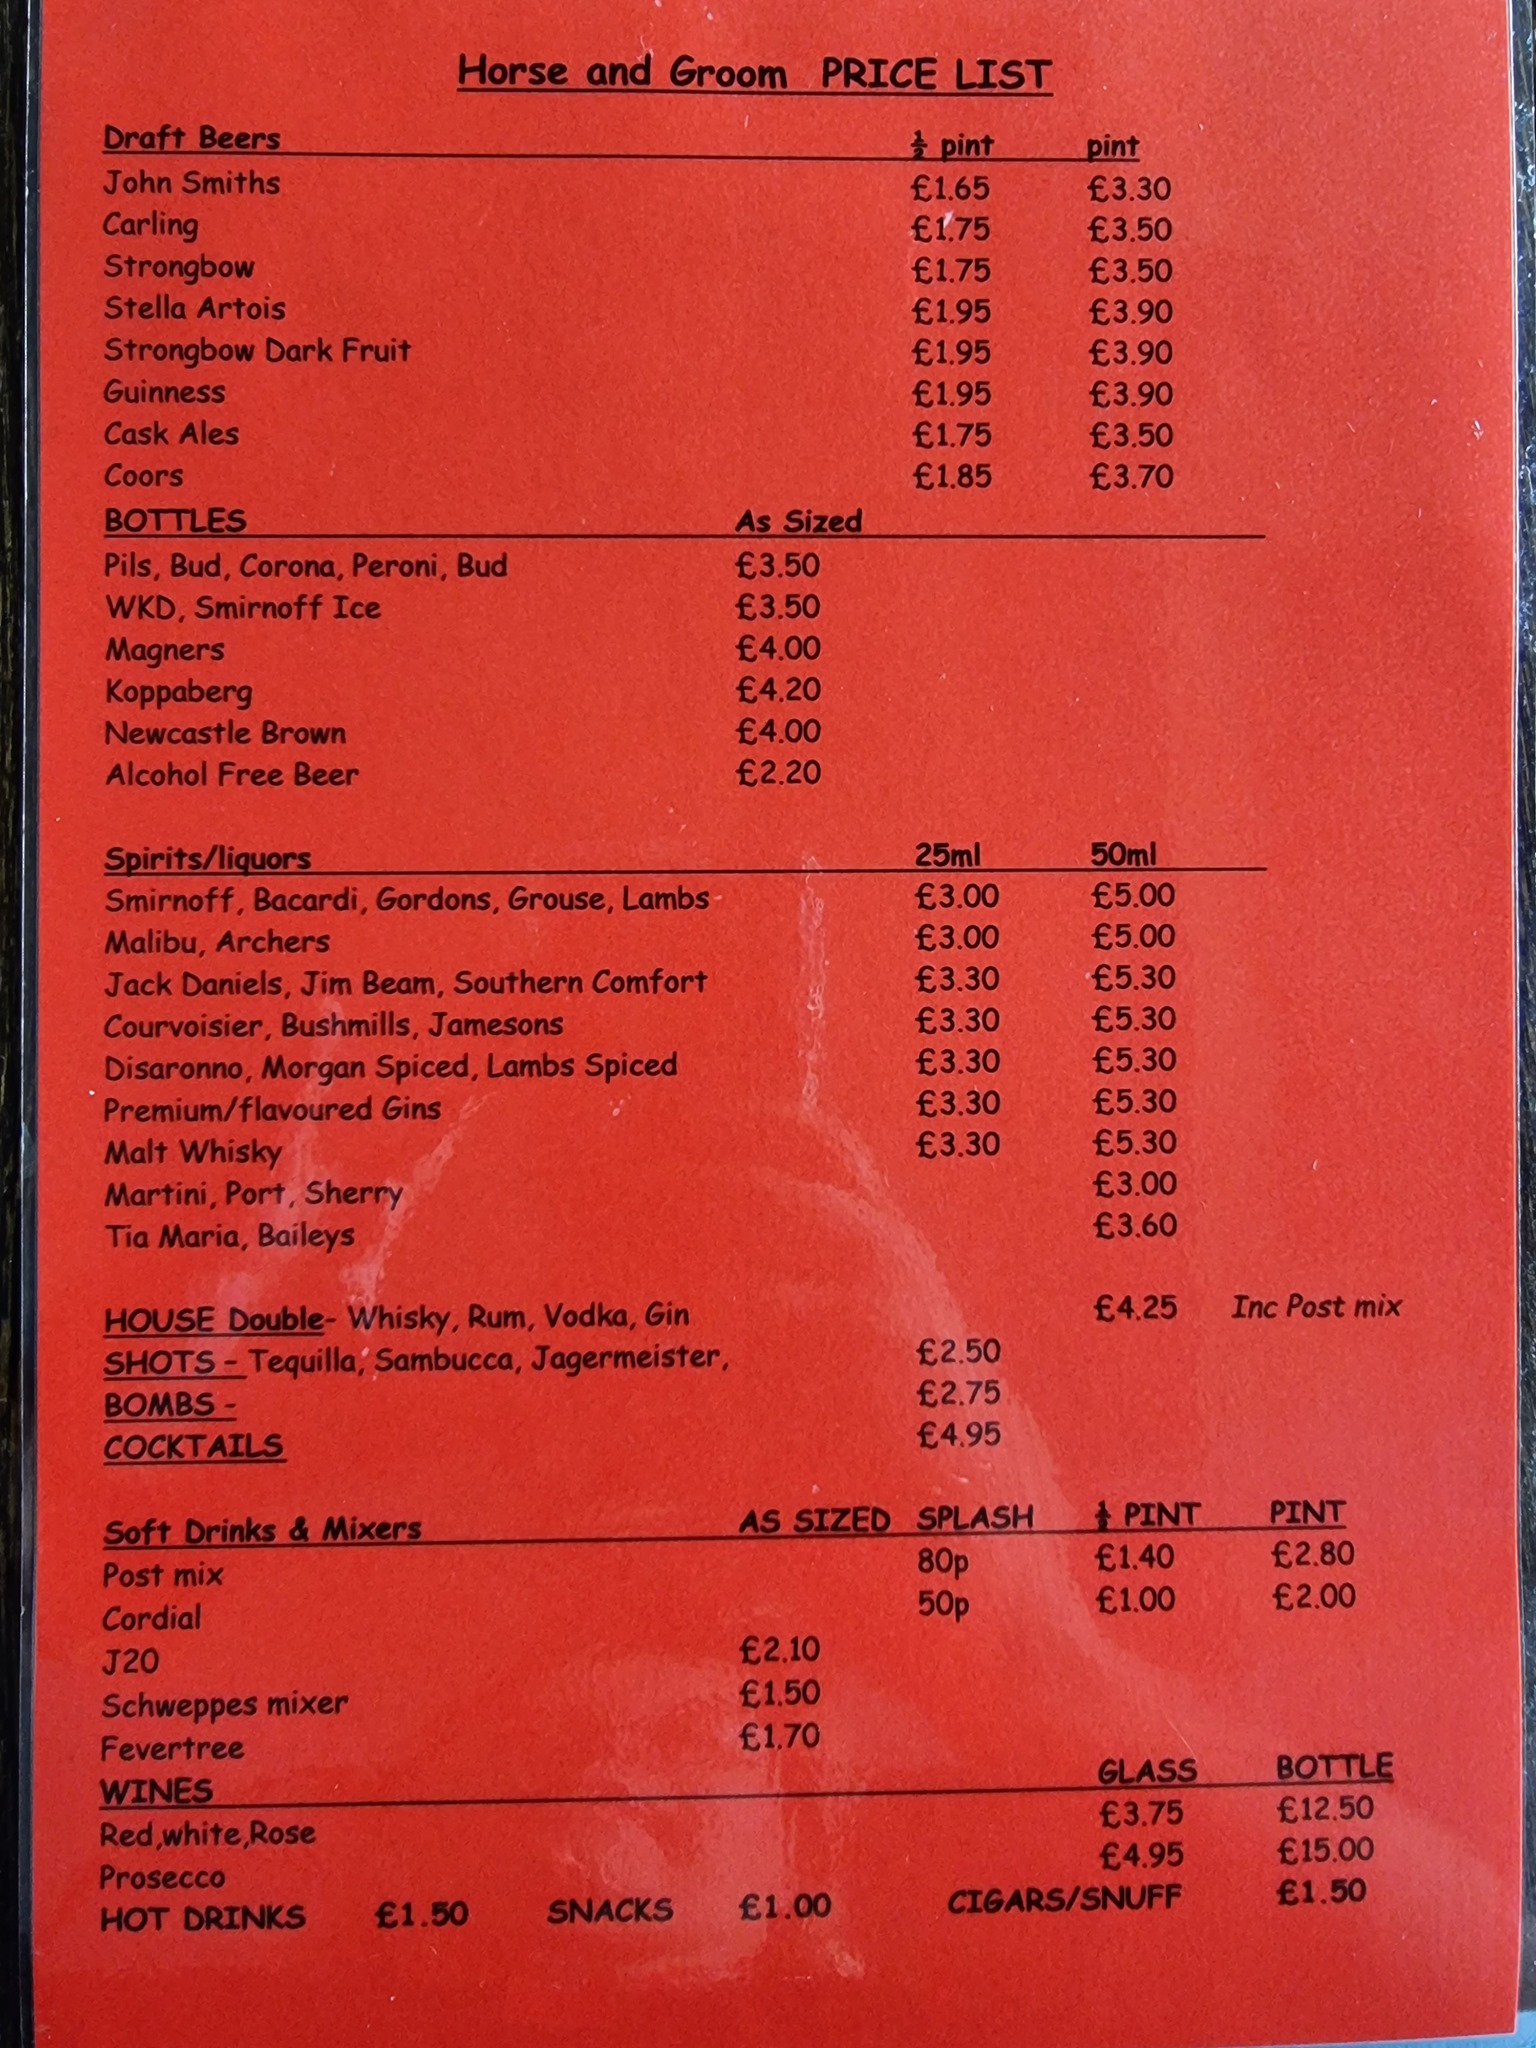 Horse and Groom PRICE LIST
Draft Beers ½ pint pint
John Smiths £1.65 £3.30
Carling £1.75 £3.50
Strongbow £1.75 £3.50
Stella Artois £1.95 £3.90
Strongbow Dark Fruit £1.95 £3.90
Guinness £1.95 £3.90
Cask Ales £1.75 £3.50
Coors £1.85 £3.70
BOTTLES As Sized
Pils, Bud, Corona, Peroni, Bud £3.50
WKD, Smirnoff Ice £3.50
Magners £4.00
Koppaberg £4.20
Newcastle Brown £4.00
Alcohol Free Beer £2.20
Spirits/liquors 25ml 50ml
Smirnoff, Bacardi, Gordons, Grouse, Lambs £3.00 £5.00
Malibu, Archers £3.00 £5.00
Jack Daniels, Jim Beam, Southern Comfort £3.30 £5.30
Courvoisier, Bushmills, Jamesons £3.30 £5.30
Disaronno, Morgan Spiced, Lambs Spiced £3.30 £5.30
Premium/flavoured Gins £3.30 £5.30
Malt Whisky £3.30 £5.30
Martini, Port, Sherry £3.00
Tia Maria, Baileys £3.60
HOUSE Double- Whisky, Rum, Vodka, Gin £4.25 Inc Post mix
SHOTS - Tequilla, Sambucca, Jagermeister, £2.50
BOMBS - £2.75
COCKTAILS £4.95
Soft Drinks & Mixers AS SIZED SPLASH ½ PINT PINT
Post mix 80p £1.40 £2.80
Cordial 50p £1.00 £2.00
J20 £2.10
Schweppes mixer £1.50
Fevertree £1.70
WINES GLASS BOTTLE
Red,white,Rose £3.75 £12.50
Prosecco £4.95 £15.00
HOT DRINKS £1.50 SNACKS £1.00 CIGARS/SNUFF £1.50